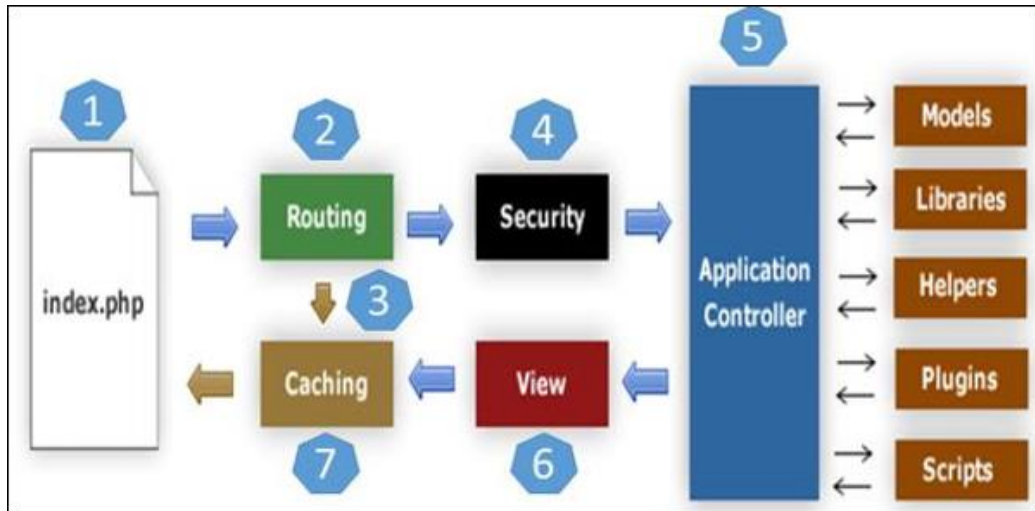 5
1
2
4
Models
Routing
Security
Libraries
index.php
3
Application
Controller
Helpers
Caching
View
Plugins
7
6
Scripts